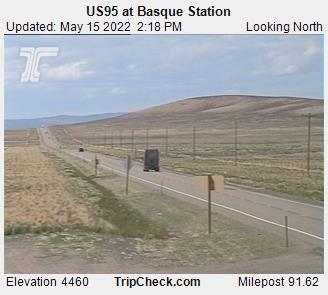 US95 at Basque Station
Updated: May 15 2022 2:18 PM Looking North
Elevation 4460 TripCheck.com Milepost 91.62